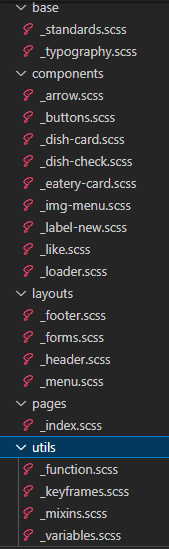 base
_standards.scss
_typography.scss
components
_arrow.scss
_buttons.scss
_dish-card.scss
_dish-check.scss
_eatery-card.scss
_img-menu.scss
_label-new.scss
_like.scss
_loader.scss
layouts
_footer.scss
_forms.scss
_header.scss
_menu.scss
pages
_index.scss
utils
_function.scss
_keyframes.scss
_mixins.scss
_variables.scss